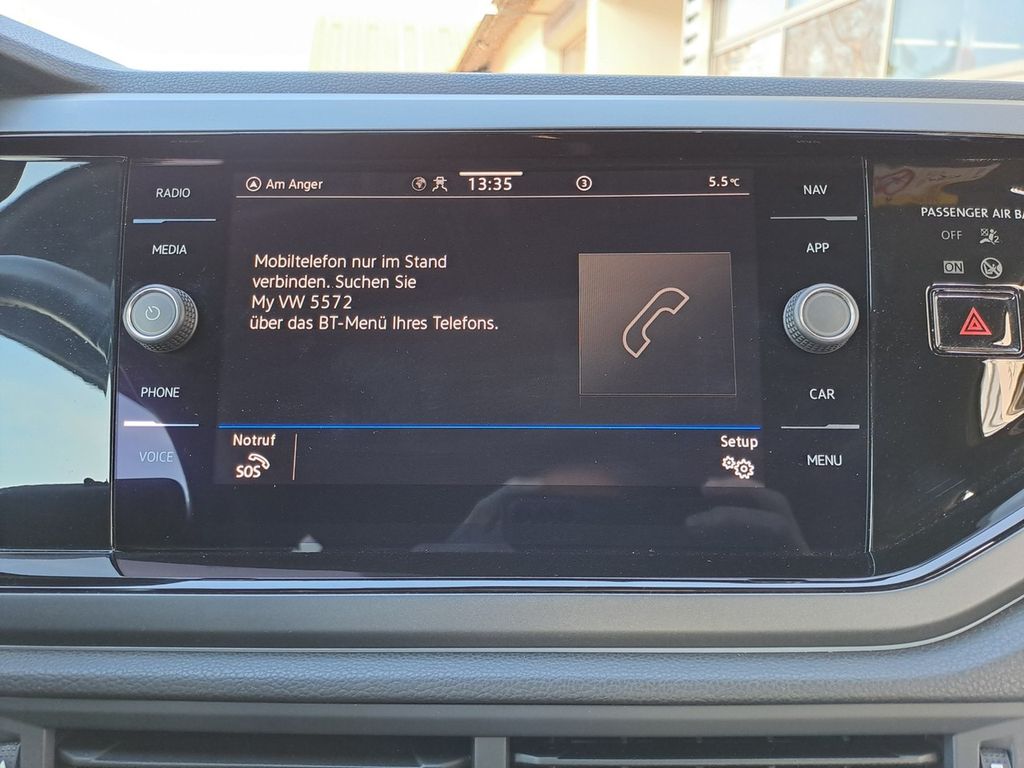 RADIO
MEDIA
PHONE
VOICE
Am Anger
13:35
3
5.5°C
Mobiltelefon nur im Stand
verbinden. Suchen Sie
My VW 5572
über das BT-Menü Ihres Telefons.
Notruf
SOS
Setup
NAV
APP
CAR
MENU
PASSENGER AIR BA
OFF
2
ON